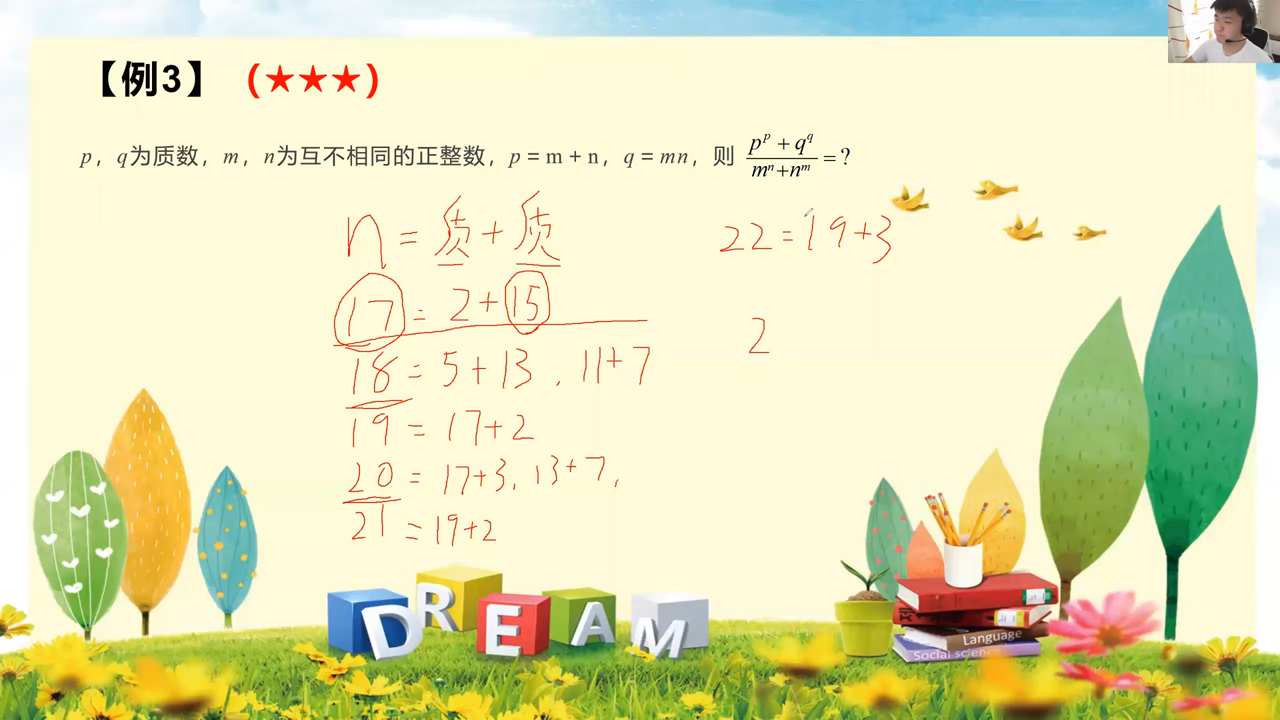 【例3】 (★★★)
p，q为质数，m，n为互不相同的正整数，p = m + n，q = mn，则 \frac{p^p + q^q}{m^n + n^m} = ?
n = 质 + 质
17 = 2 + 15
18 = 5 + 13 , 11 + 7
19 = 17 + 2
20 = 17 + 3 , 13 + 7 ,
21 = 19 + 2
22 = 19 + 3
2
DREAM
Language
Social science